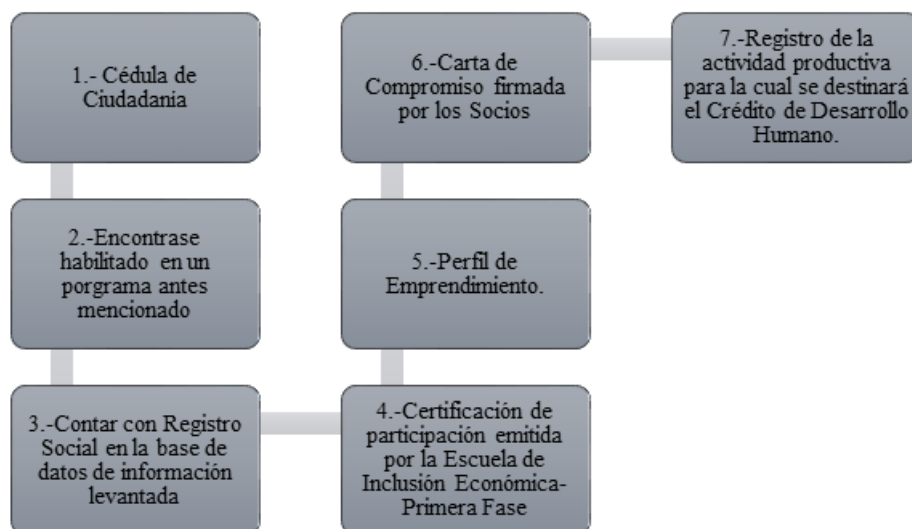 1.- Cédula de
Ciudadanía
2.-Encontrase
habilitado en un
porgrama antes
mencionado
3.-Contar con Registro
Social en la base de
datos de información
levantada
4.-Certificación de
participación emitida
por la Escuela de
Inclusión Económica-
Primera Fase
5.-Perfil de
Emprendimiento.
6.-Carta de
Compromiso firmada
por los Socios
7.-Registro de la
actividad productiva
para la cual se destinará
el Crédito de Desarrollo
Humano.